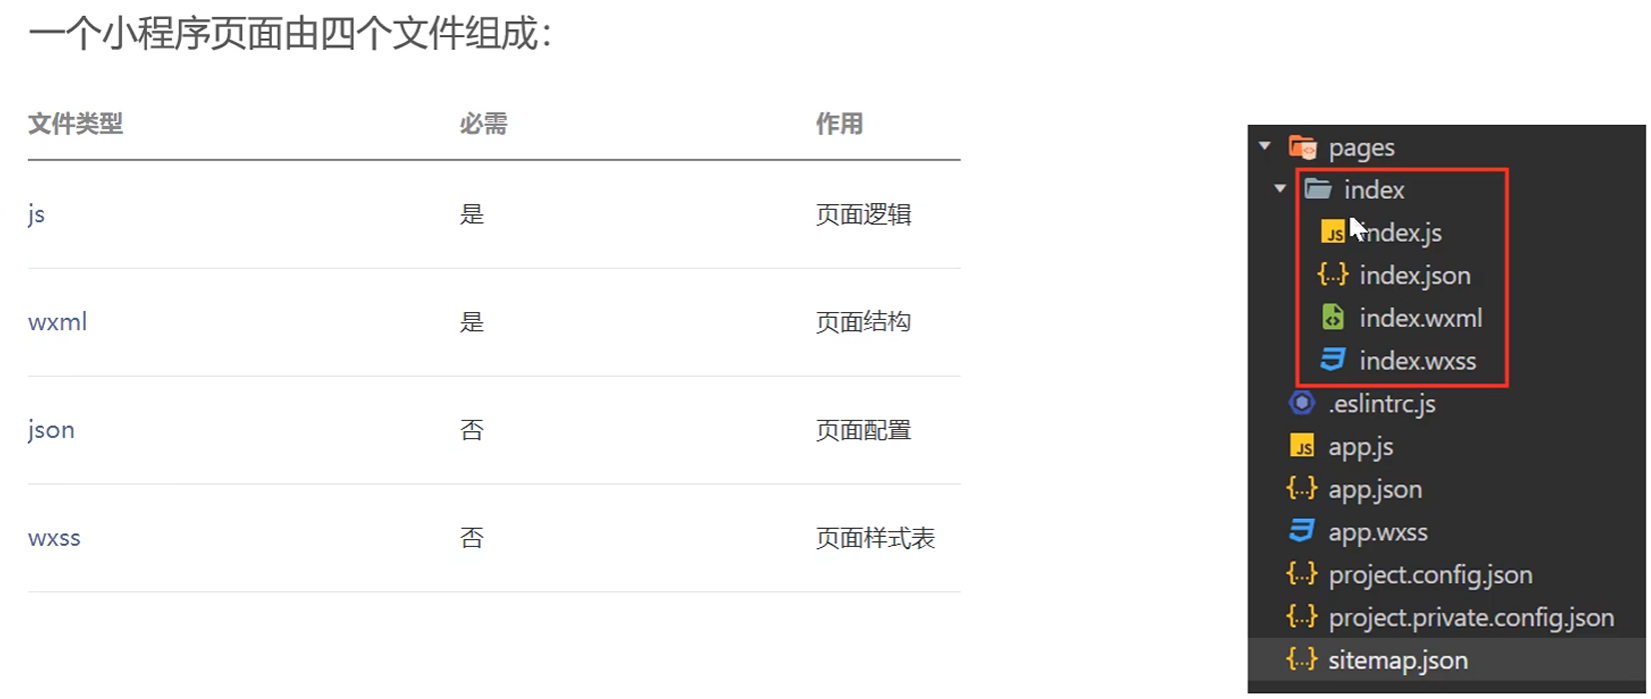 一个小程序页面由四个文件组成：
文件类型 必需 作用
js 是 页面逻辑
wxml 是 页面结构
json 否 页面配置
wxss 否 页面样式表
pages
index
index.js
index.json
index.wxml
index.wxss
.eslintrc.js
app.js
app.json
app.wxss
project.config.json
project.private.config.json
sitemap.json